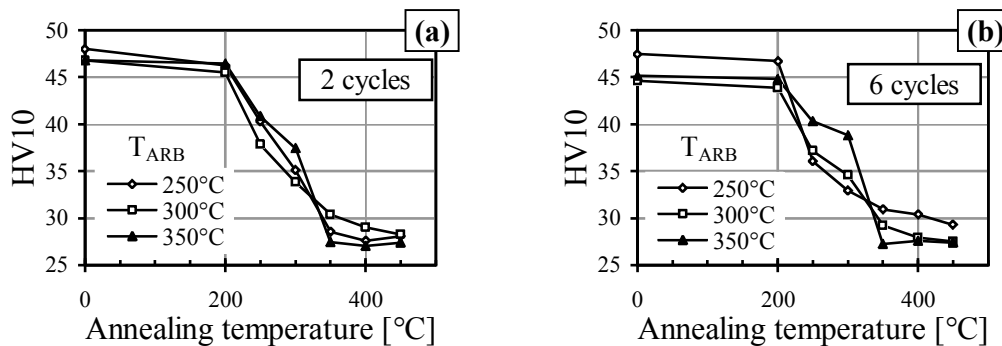 (a)
50
45
40
35
30
25
HV10
2 cycles
T_ARB
250°C
300°C
350°C
0
200
400
Annealing temperature [°C]
(b)
50
45
40
35
30
25
HV10
6 cycles
T_ARB
250°C
300°C
350°C
0
200
400
Annealing temperature [°C]